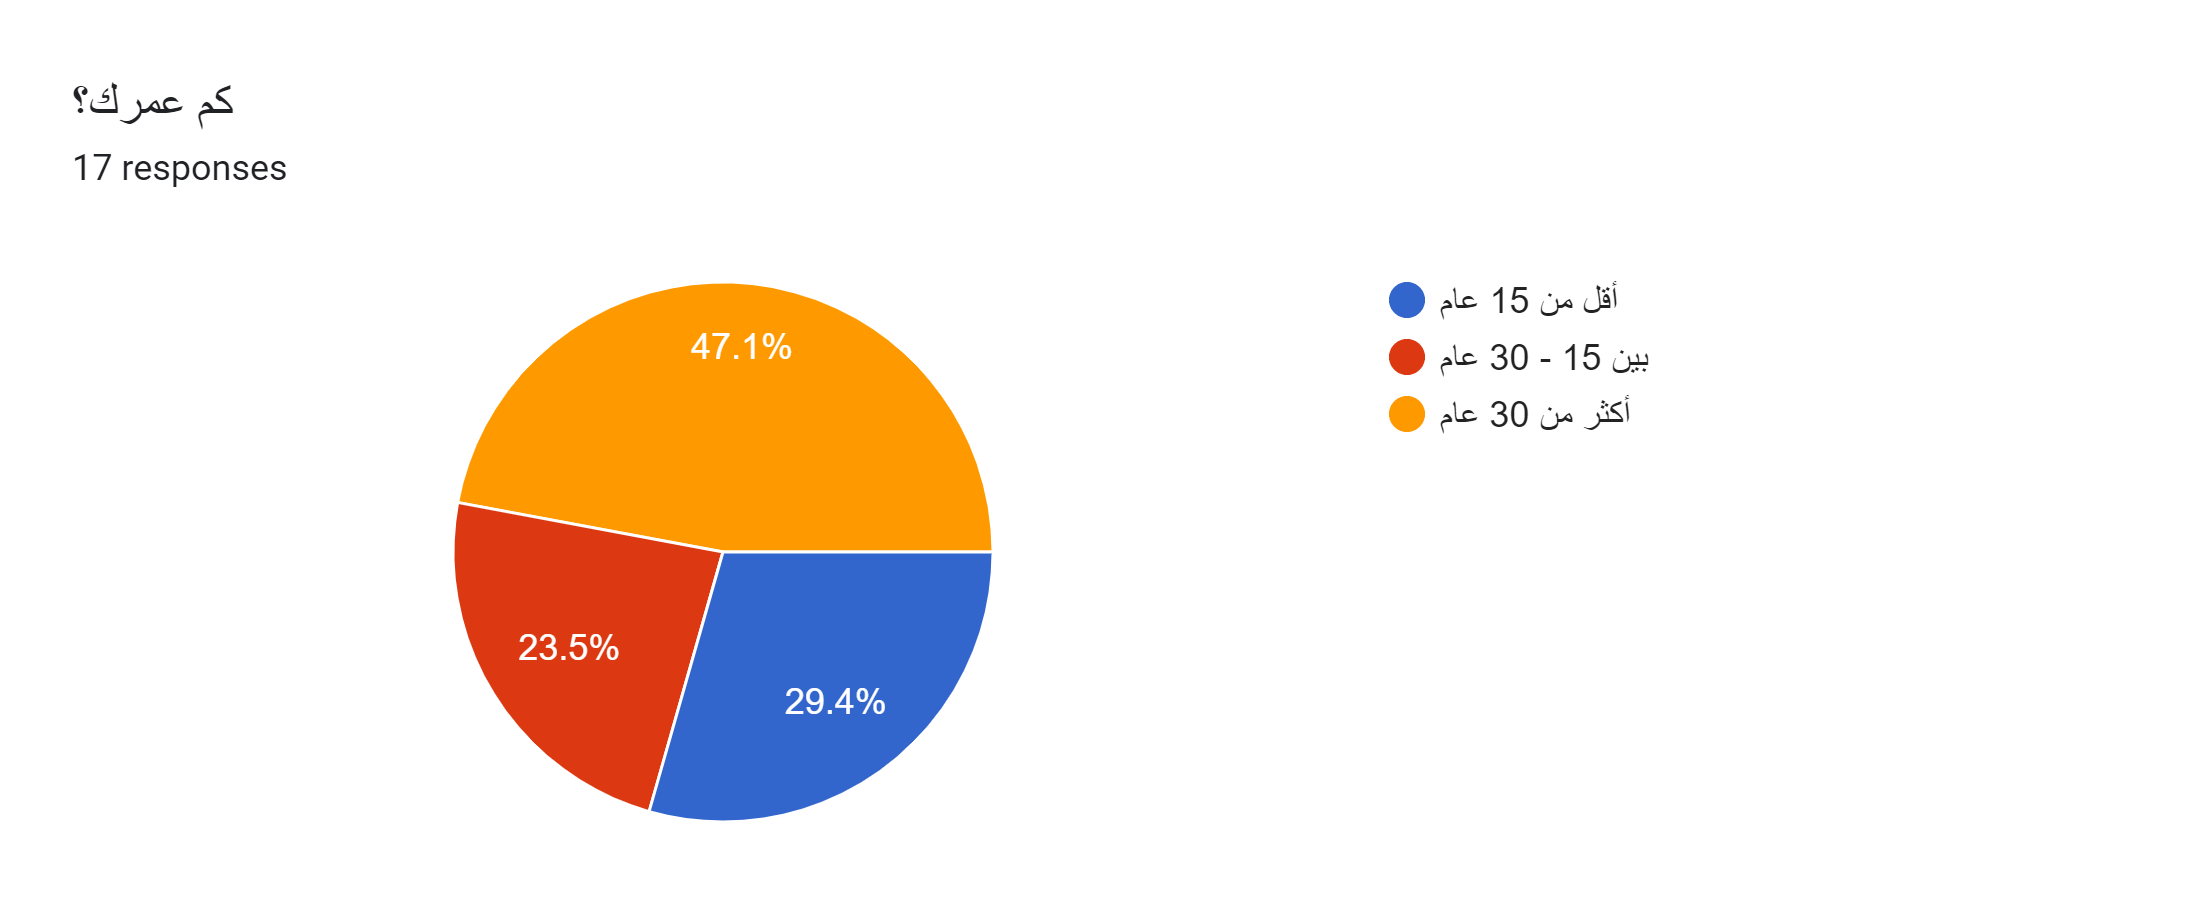 كم عمرك؟
17 responses
47.1%
23.5%
29.4%
أقل من 15 عام
بين 15 - 30 عام
أكثر من 30 عام